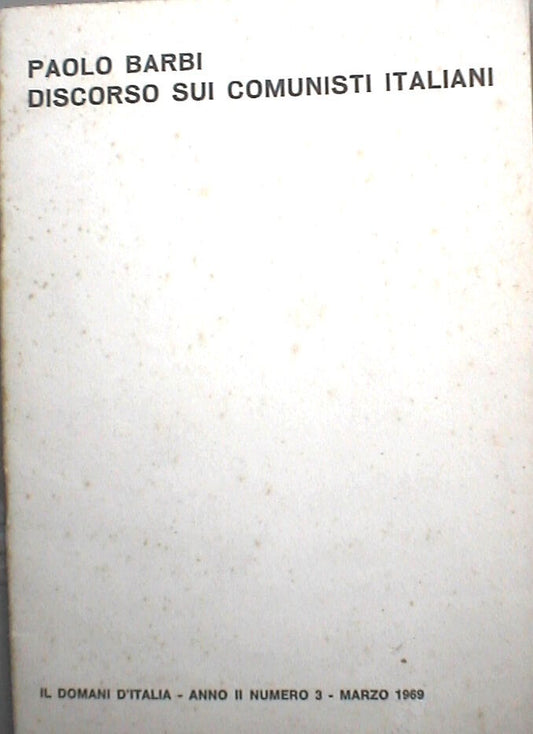 PAOLO BARBI
DISCORSO SUI COMUNISTI ITALIANI
IL DOMANI D'ITALIA - ANNO II NUMERO 3 - MARZO 1969